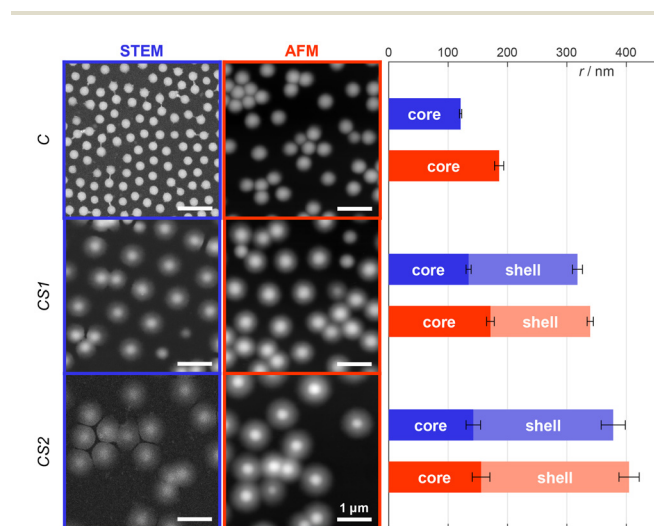 STEM AFM 0 100 200 300 400
r / nm
C
core
core
CS1
core shell
core shell
CS2
core shell
core shell
1 µm